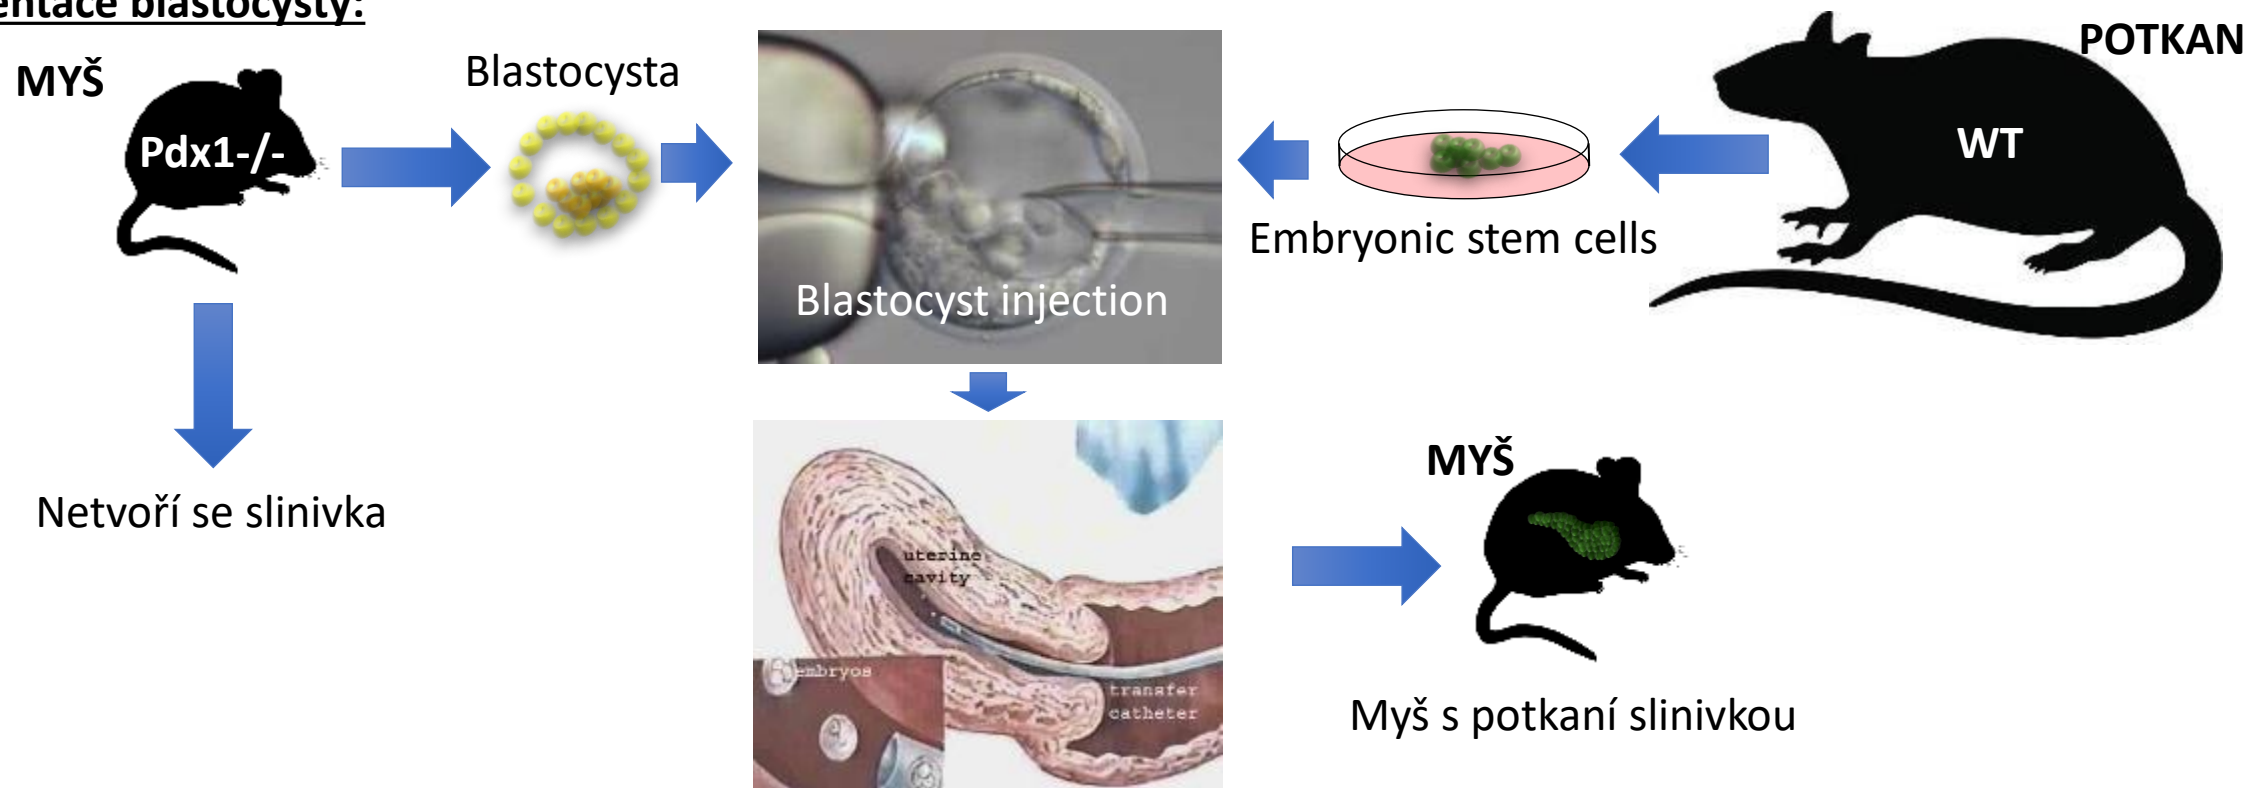 blastocysty:
MYŠ
Pdx1-/-
Blastocysta
Blastocyst injection
Embryonic stem cells
WT
POTKAN
Netvoří se slinivka
uterine
cavity
embryos
transfer
catheter
MYŠ
Myš s potkaní slinivkou